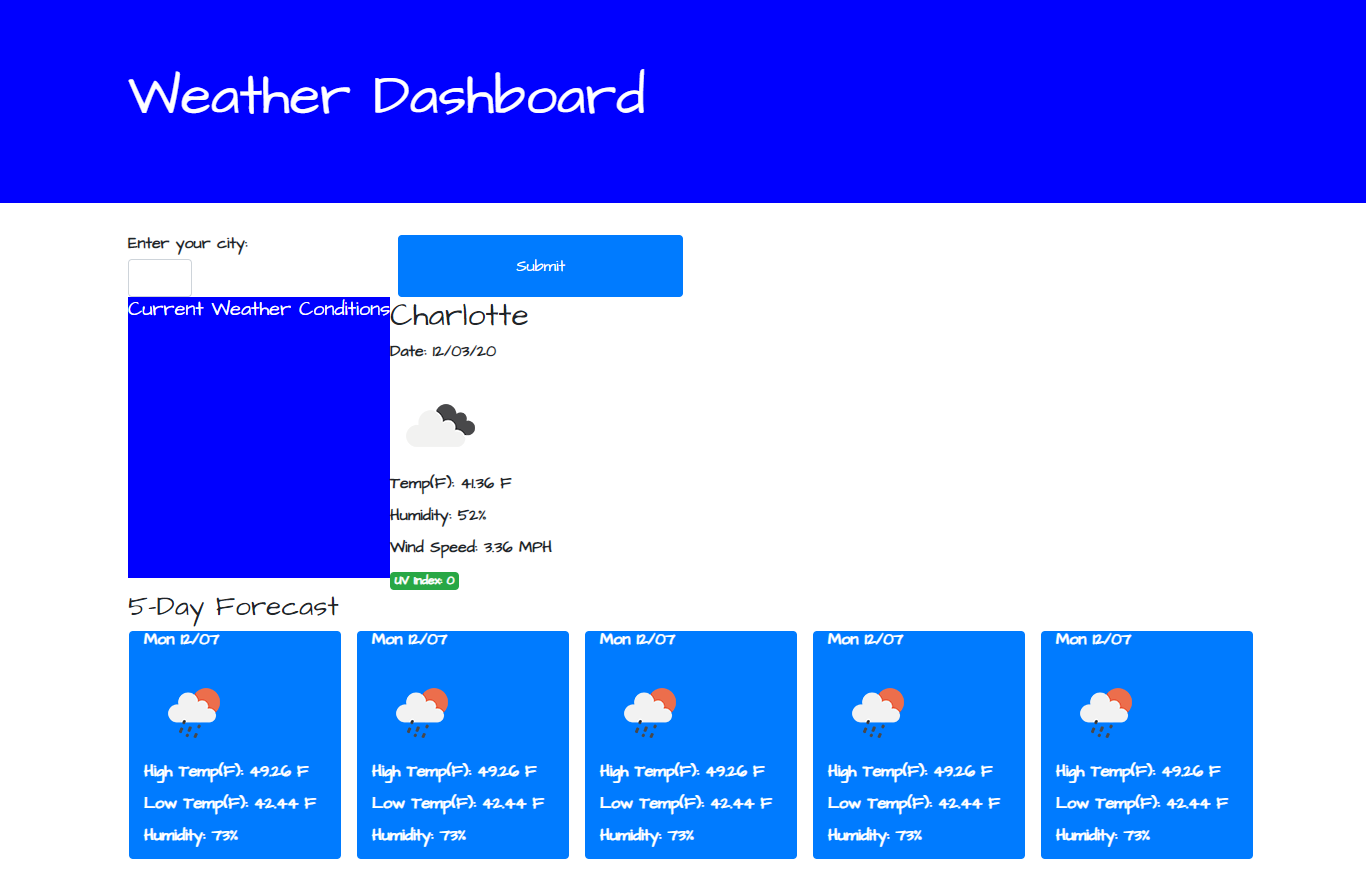 Weather Dashboard
Enter your city:
Submit
Current Weather Conditions
Charlotte
Date: 12/03/20
Temp(F): 41.36 F
Humidity: 52%
Wind Speed: 3.36 MPH
UV Index: 0
5-Day Forecast
Mon 12/07
High Temp(F): 49.26 F
Low Temp(F): 42.44 F
Humidity: 73%
Mon 12/07
High Temp(F): 49.26 F
Low Temp(F): 42.44 F
Humidity: 73%
Mon 12/07
High Temp(F): 49.26 F
Low Temp(F): 42.44 F
Humidity: 73%
Mon 12/07
High Temp(F): 49.26 F
Low Temp(F): 42.44 F
Humidity: 73%
Mon 12/07
High Temp(F): 49.26 F
Low Temp(F): 42.44 F
Humidity: 73%